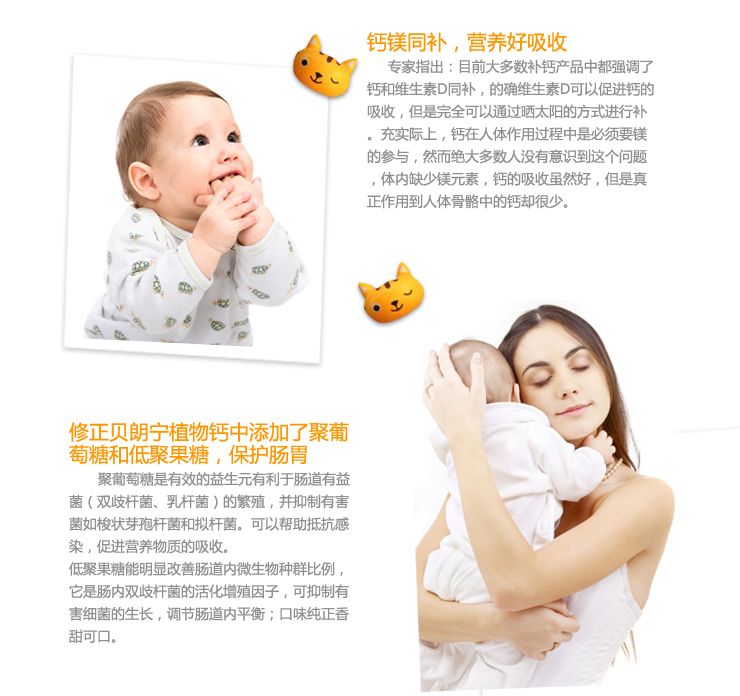 钙镁同补，营养好吸收
专家指出：目前大多数补钙产品中都强调了
钙和维生素D同补，的确维生素D可以促进钙的
吸收，但是完全可以通过晒太阳的方式进行补
。充实际上，钙在人体作用过程中是必须要镁
的参与，然而绝大多数人没有意识到这个问题
，体内缺少镁元素，钙的吸收虽然好，但是真
正作用到人体骨骼中的钙却很少。
修正贝朗宁植物钙中添加了聚葡
萄糖和低聚果糖，保护肠胃
聚葡萄糖是有效的益生元有利于肠道有益
菌（双歧杆菌、乳杆菌）的繁殖，并抑制有害
菌如梭状芽孢杆菌和拟杆菌。可以帮助抵抗感
染，促进营养物质的吸收。
低聚果糖能明显改善肠道内微生物种群比例，
它是肠内双歧杆菌的活化增殖因子，可抑制有
害细菌的生长，调节肠道内平衡；口味纯正香
甜可口。